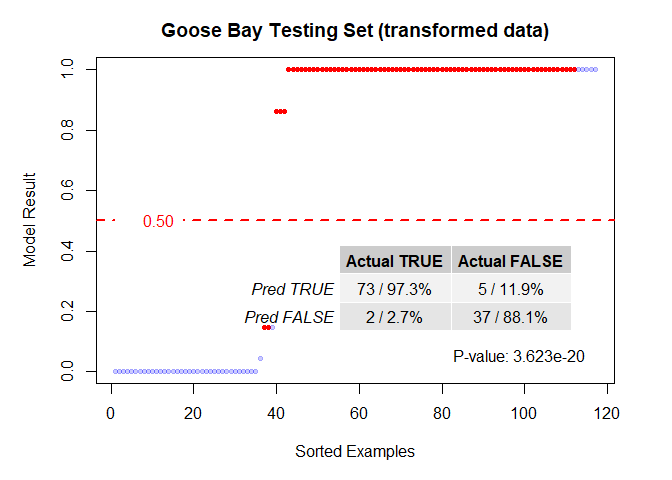 Goose Bay Testing Set (transformed data)
Model Result
1.0
0.8
0.6
0.4
0.2
0.0
0.50
Actual TRUE Actual FALSE
Pred TRUE 73 / 97.3% 5 / 11.9%
Pred FALSE 2 / 2.7% 37 / 88.1%
P-value: 3.623e-20
0 20 40 60 80 100 120
Sorted Examples